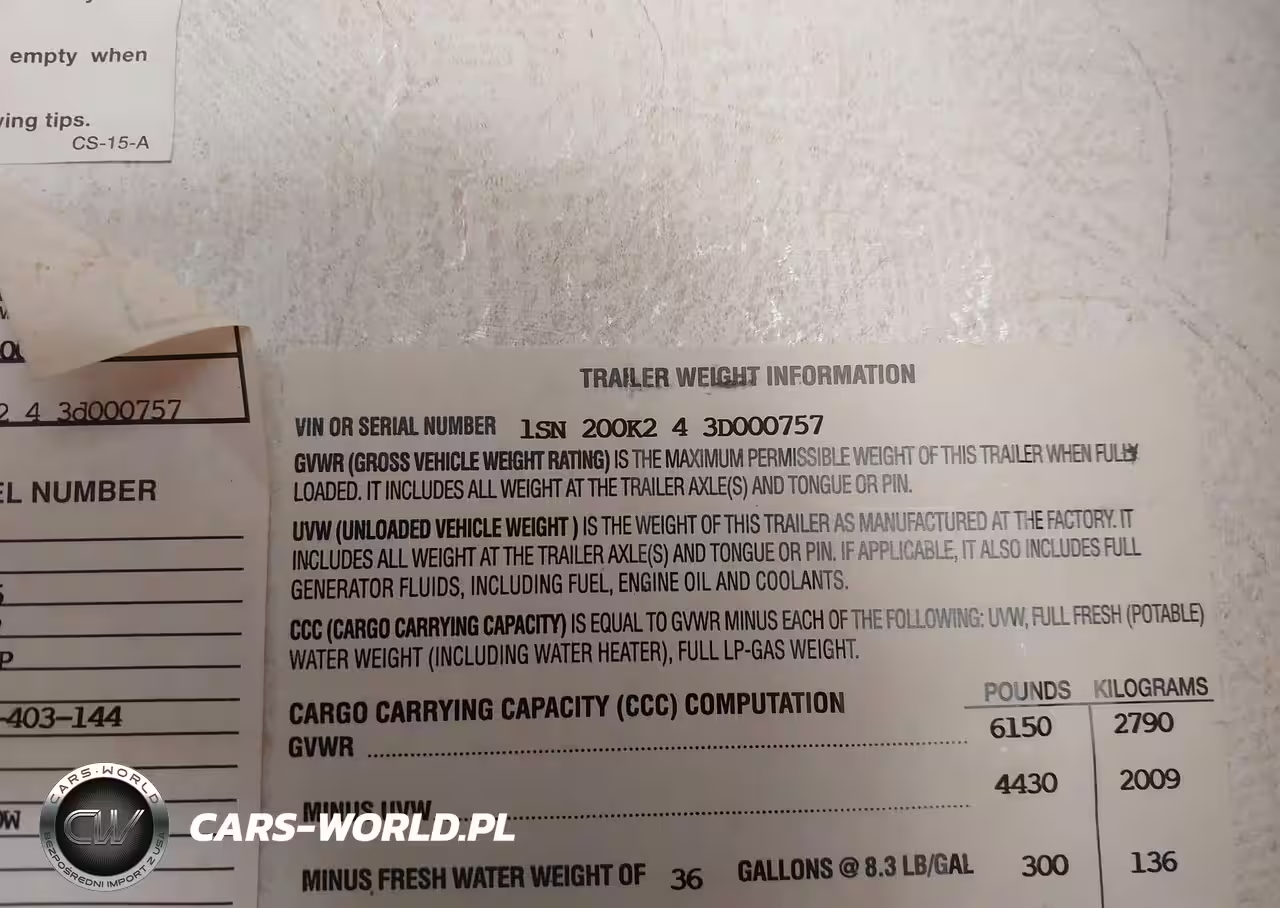 empty when
ving tips.
CS-15-A
2 4 3d000757
EL NUMBER
P
-403-144
OW
TRAILER WEIGHT INFORMATION
VIN OR SERIAL NUMBER 1SN 200K2 4 3D000757
GVWR (GROSS VEHICLE WEIGHT RATING) IS THE MAXIMUM PERMISSIBLE WEIGHT OF THIS TRAILER WHEN FULLY
LOADED. IT INCLUDES ALL WEIGHT AT THE TRAILER AXLE(S) AND TONGUE OR PIN.
UVW (UNLOADED VEHICLE WEIGHT ) IS THE WEIGHT OF THIS TRAILER AS MANUFACTURED AT THE FACTORY. IT
INCLUDES ALL WEIGHT AT THE TRAILER AXLE(S) AND TONGUE OR PIN. IF APPLICABLE, IT ALSO INCLUDES FULL
GENERATOR FLUIDS, INCLUDING FUEL, ENGINE OIL AND COOLANTS.
CCC (CARGO CARRYING CAPACITY) IS EQUAL TO GVWR MINUS EACH OF THE FOLLOWING: UVW, FULL FRESH (POTABLE)
WATER WEIGHT (INCLUDING WATER HEATER), FULL LP-GAS WEIGHT.
POUNDS KILOGRAMS
CARGO CARRYING CAPACITY (CCC) COMPUTATION
GVWR 6150 2790
MINUS UVW 4430 2009
MINUS FRESH WATER WEIGHT OF 36 GALLONS @ 8.3 LB/GAL 300 136
CARS-WORLD
CW
BEZPOŚREDNI IMPORT Z USA
CARS-WORLD.PL